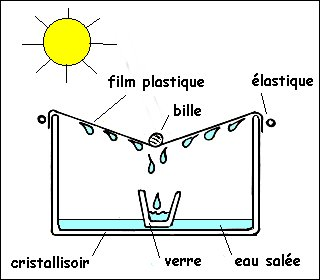 film plastique
élastique
bille
cristallisoir
verre
eau salée